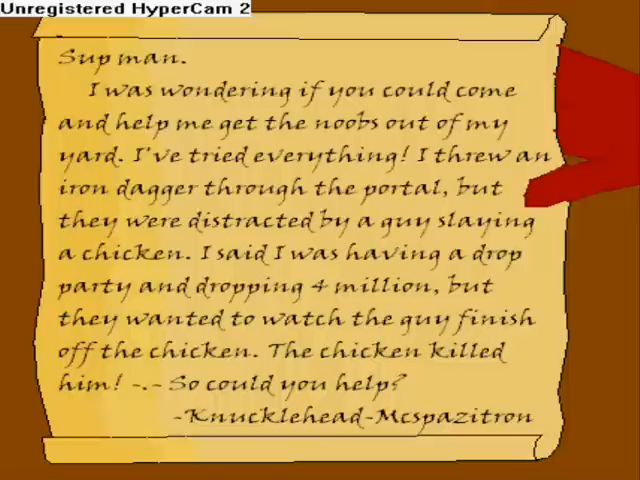 Unregistered HyperCam 2
Sup man.
I was wondering if you could come
and help me get the noobs out of my
yard. I've tried everything! I threw an
iron dagger through the portal, but
they were distracted by a guy slaying
a chicken. I said I was having a drop
party and dropping 4 million, but
they wanted to watch the guy finish
off the chicken. The chicken killed
him! -.- So could you help?
-Knucklehead-Mcspazitron